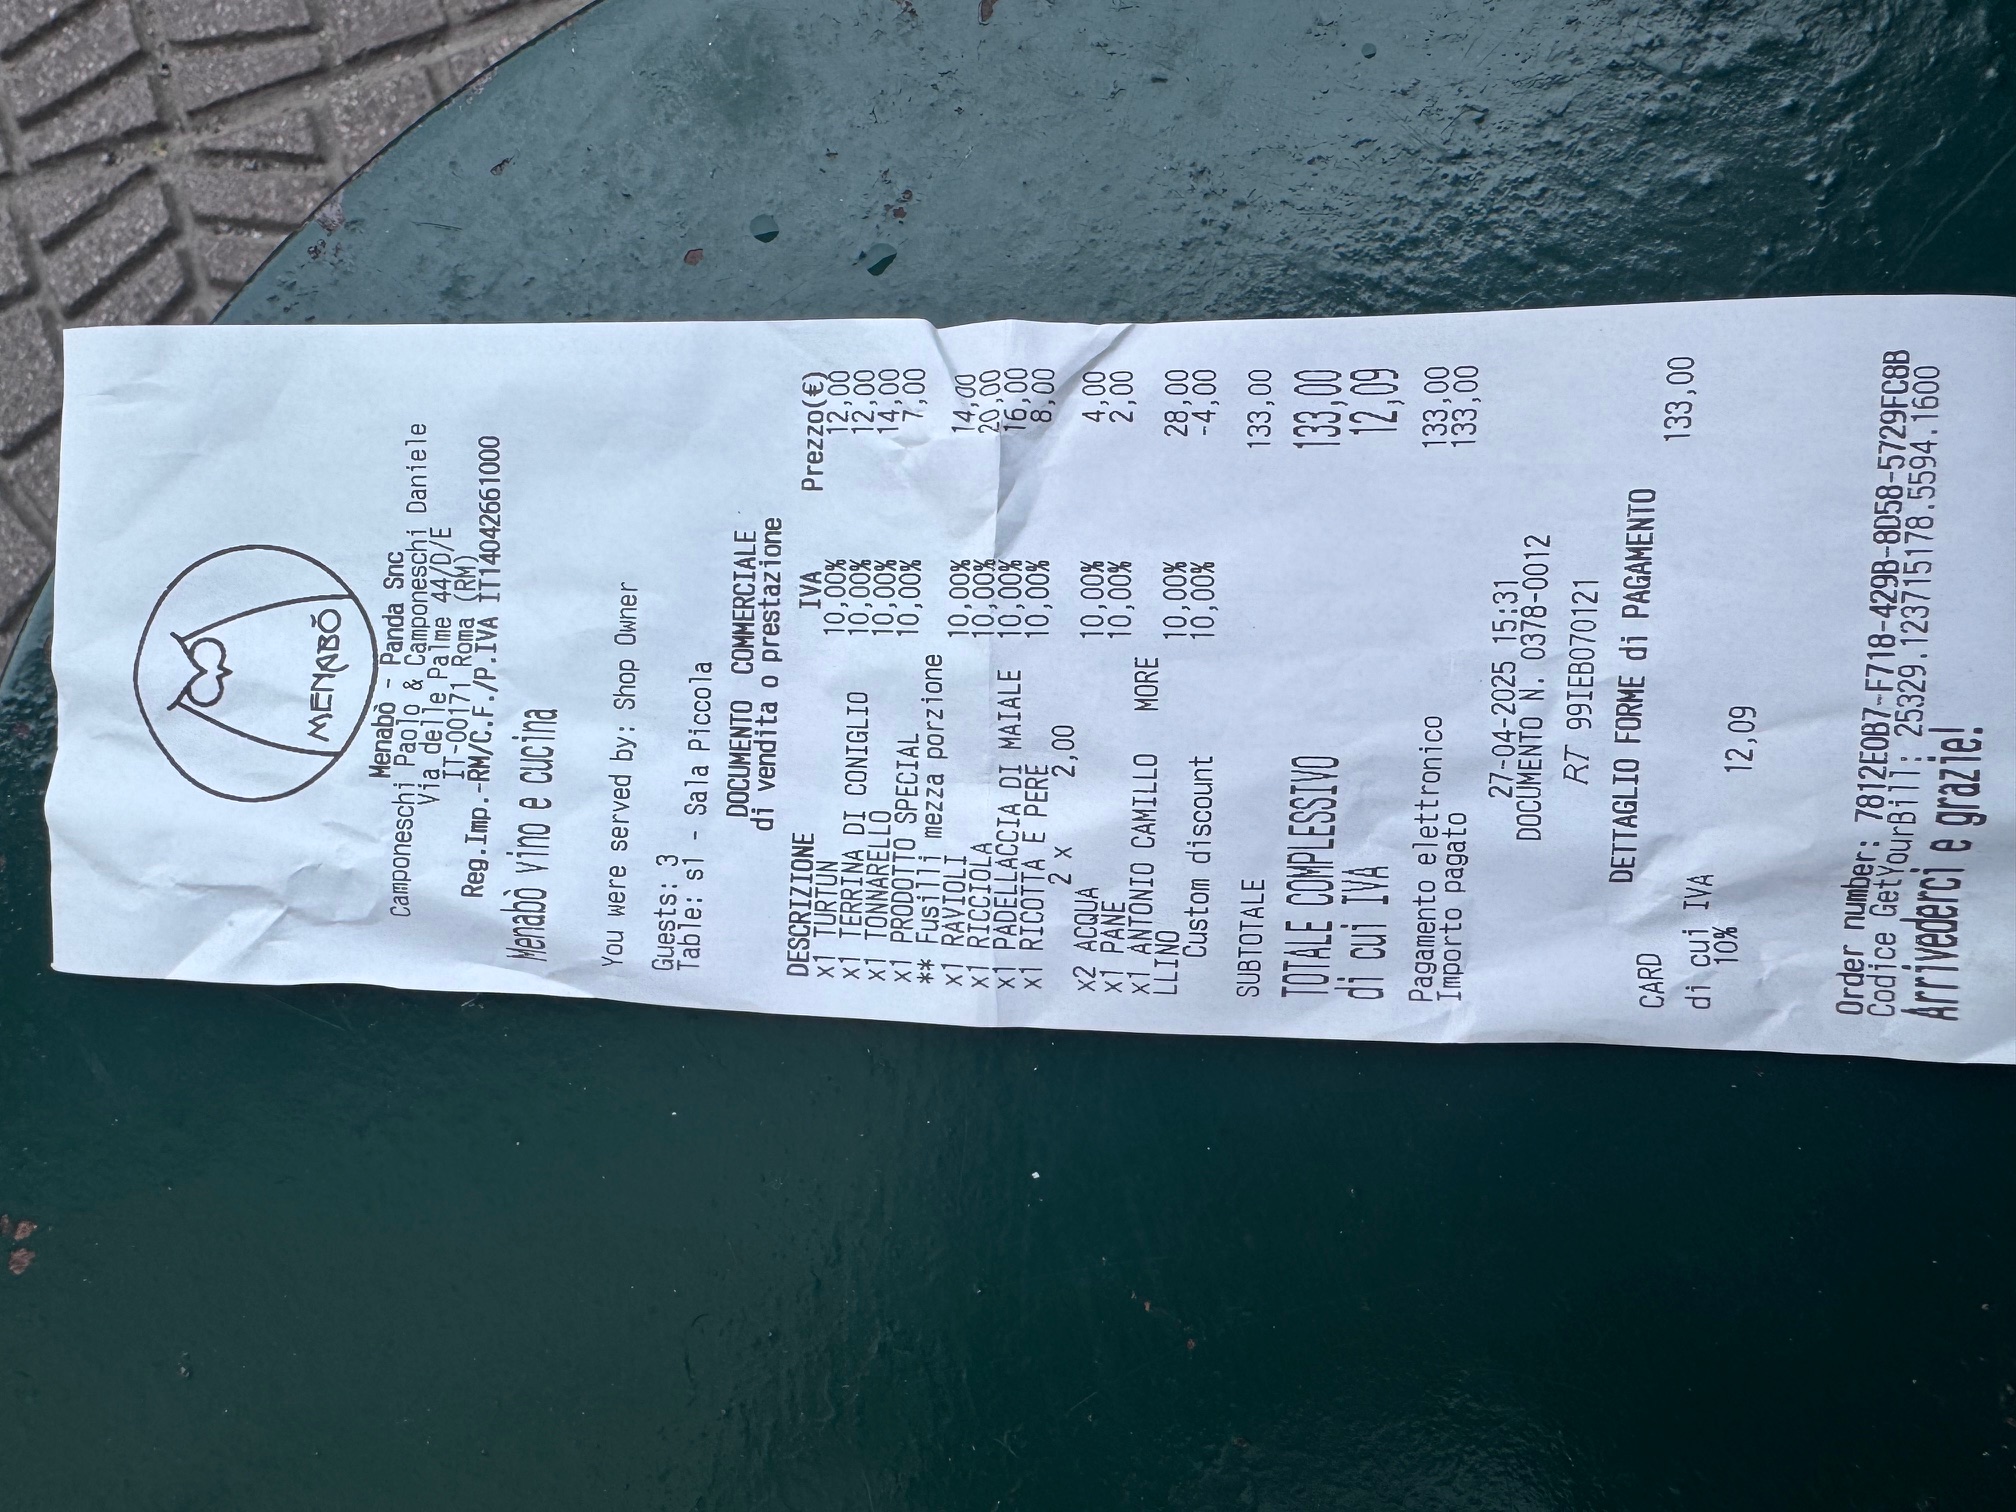 MENABÒ
Menabò - Panda Snc
Camponeschi Paolo & Camponeschi Daniele
Via delle Palme 44/D/E
IT-00171 Roma (RM)
Reg.Imp.-RM/C.F./P.IVA IT14042661000
Menabò vino e cucina
You were served by: Shop Owner
Guests: 3
Table: s1 - Sala Piccola
DOCUMENTO COMMERCIALE
di vendita o prestazione
DESCRIZIONE IVA Prezzo(€)
x1 TURTUN 10,00% 12,00
x1 TERRINA DI CONIGLIO 10,00% 12,00
x1 TONNARELLO 10,00% 14,00
x1 PRODOTTO SPECIAL 10,00% 7,00
** Fusilli mezza porzione
x1 RAVIOLI 10,00% 14,00
x1 RICCIOLA 10,00% 20,00
x1 PADELLACCIA DI MAIALE 10,00% 16,00
x1 RICOTTA E PERE 10,00% 8,00
2 x 2,00
x2 ACQUA 10,00% 4,00
x1 PANE 10,00% 2,00
x1 ANTONIO CAMILLO MORE
LLINO 10,00% 28,00
Custom discount 10,00% -4,00
SUBTOTALE 133,00
TOTALE COMPLESSIVO 133,00
di cui IVA 12,09
Pagamento elettronico 133,00
Importo pagato 133,00
27-04-2025 15:31
DOCUMENTO N. 0378-0012
RT 99IEB070121
DETTAGLIO FORME di PAGAMENTO
CARD 133,00
di cui IVA
10% 12,09
Order number: 7812E0B7-F718-429B-8D58-5729FC8B
Codice GetYourBill: 25329.1237151578.5594.1600
Arrivederci e grazie!